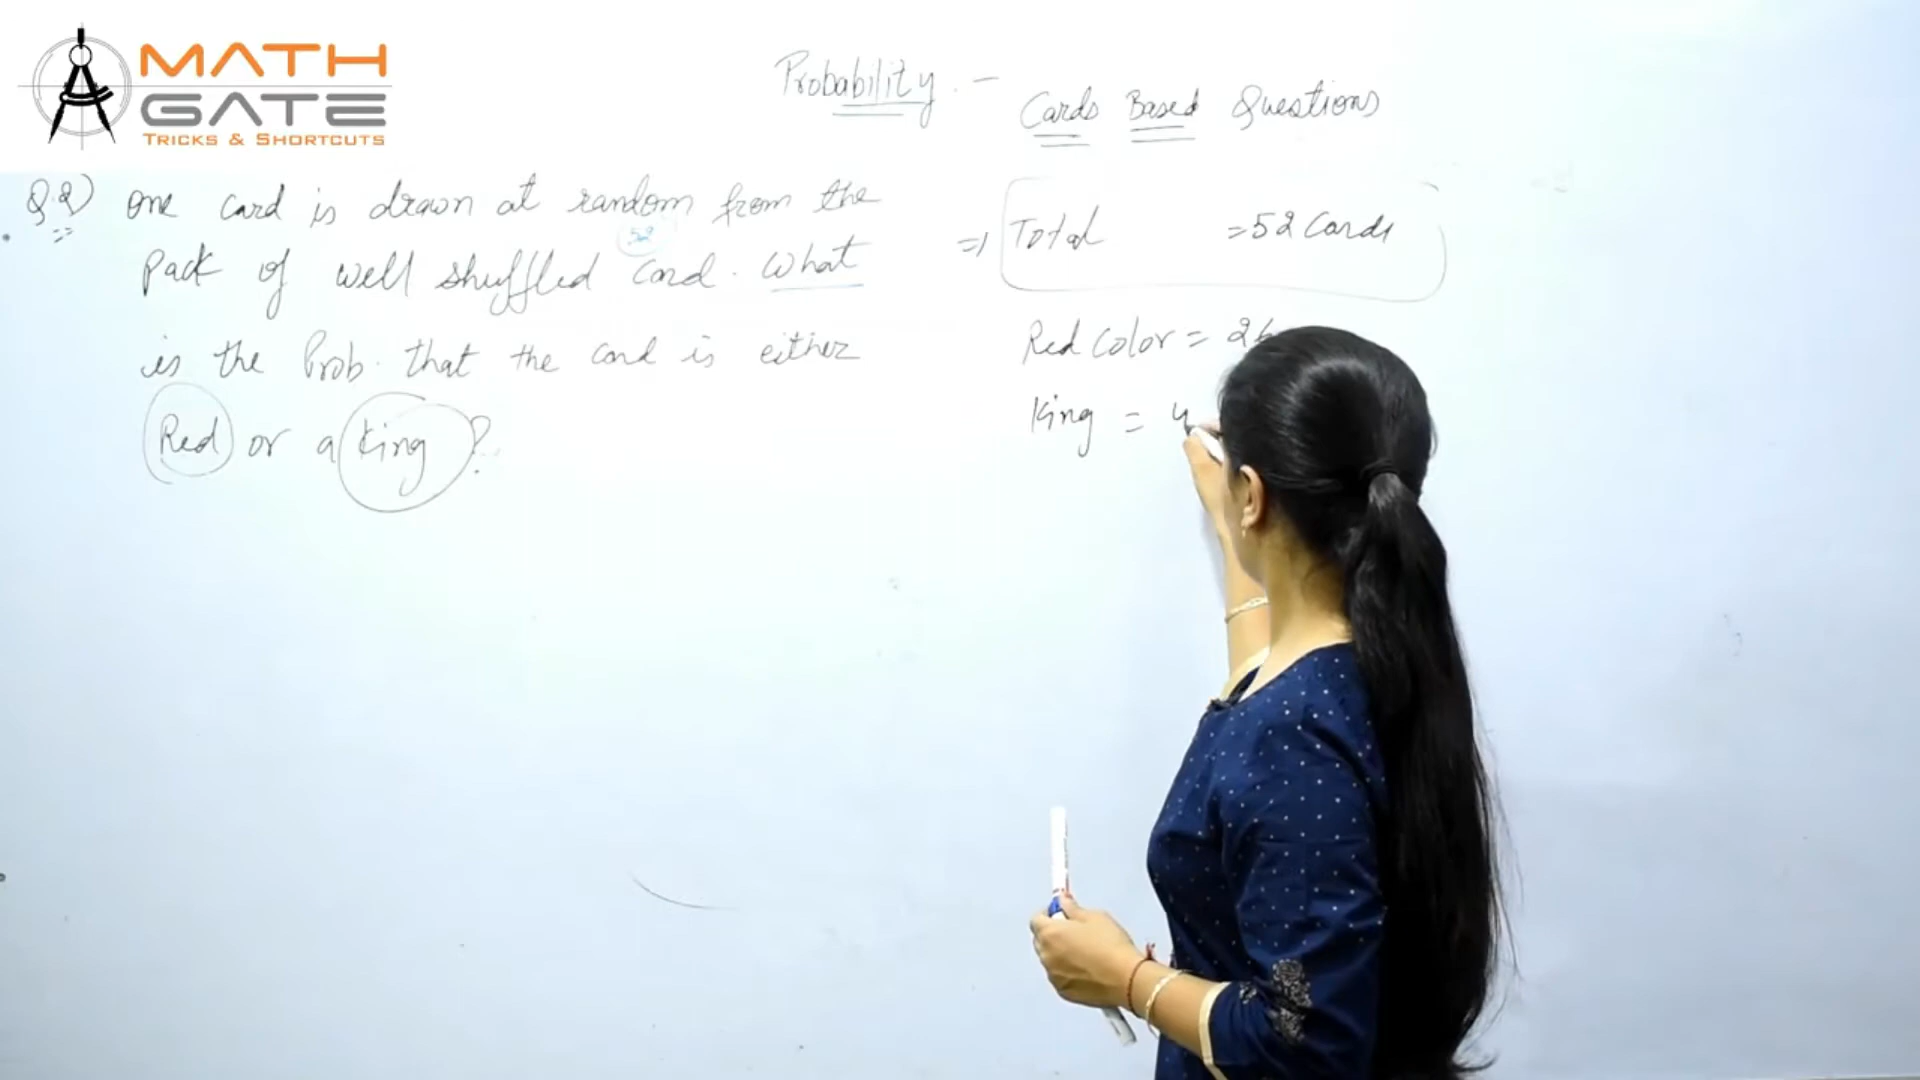 MATH
GATE
TRICKS & SHORTCUTS
Probability. -
Cards Based Questions
Q.2) One card is drawn at random from the
52
pack of well shuffled card. What
is the Prob. that the card is either
Red or a King ?
=) Total = 52 Cards
Red Color = 26
King = 4